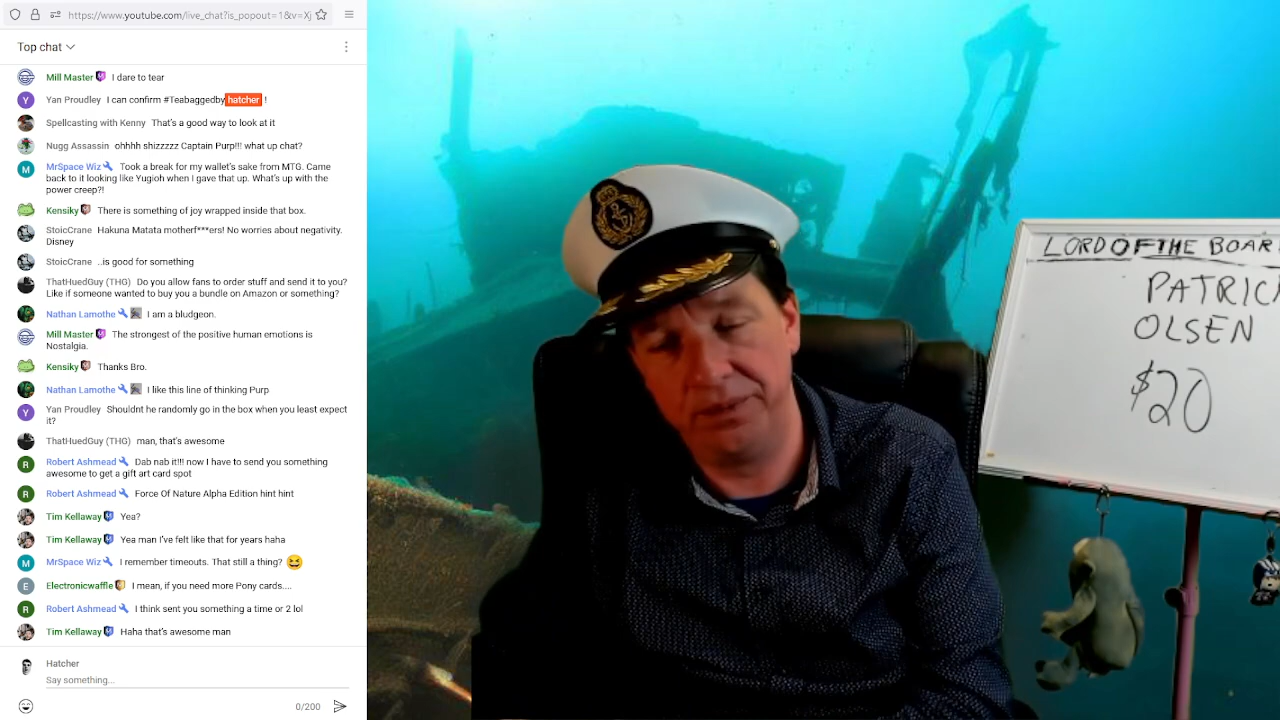 https://www.youtube.com/live_chat?is_popout=1&v=Xj
Top chat
Mill Master I dare to tear
Yan Proudley I can confirm #Teabaggedby hatcher !
Spellcasting with Kenny That's a good way to look at it
Nugg Assassin ohhhh shizzzzz Captain Purp!!! what up chat?
MrSpace Wiz Took a break for my wallet's sake from MTG. Came
back to it looking like Yugioh when I gave that up. What's up with the
power creep?!
Kensiky There is something of joy wrapped inside that box.
StoicCrane Hakuna Matata motherf***ers! No worries about negativity.
Disney
StoicCrane ..is good for something
ThatHuedGuy (THG) Do you allow fans to order stuff and send it to you?
Like if someone wanted to buy you a bundle on Amazon or something?
Nathan Lamothe I am a bludgeon.
Mill Master The strongest of the positive human emotions is
Nostalgia.
Kensiky Thanks Bro.
Nathan Lamothe I like this line of thinking Purp
Yan Proudley Shouldnt he randomly go in the box when you least expect
it?
ThatHuedGuy (THG) man, that's awesome
Robert Ashmead Dab nab it!!! now I have to send you something
awesome to get a gift art card spot
Robert Ashmead Force Of Nature Alpha Edition hint hint
Tim Kellaway Yea?
Tim Kellaway Yea man I've felt like that for years haha
MrSpace Wiz I remember timeouts. That still a thing?
Electronicwaffle I mean, if you need more Pony cards....
Robert Ashmead I think sent you something a time or 2 lol
Tim Kellaway Haha that's awesome man
Hatcher
Say something...
0/200
LORD OF THE BOAR
PATRIC
OLSEN
$20